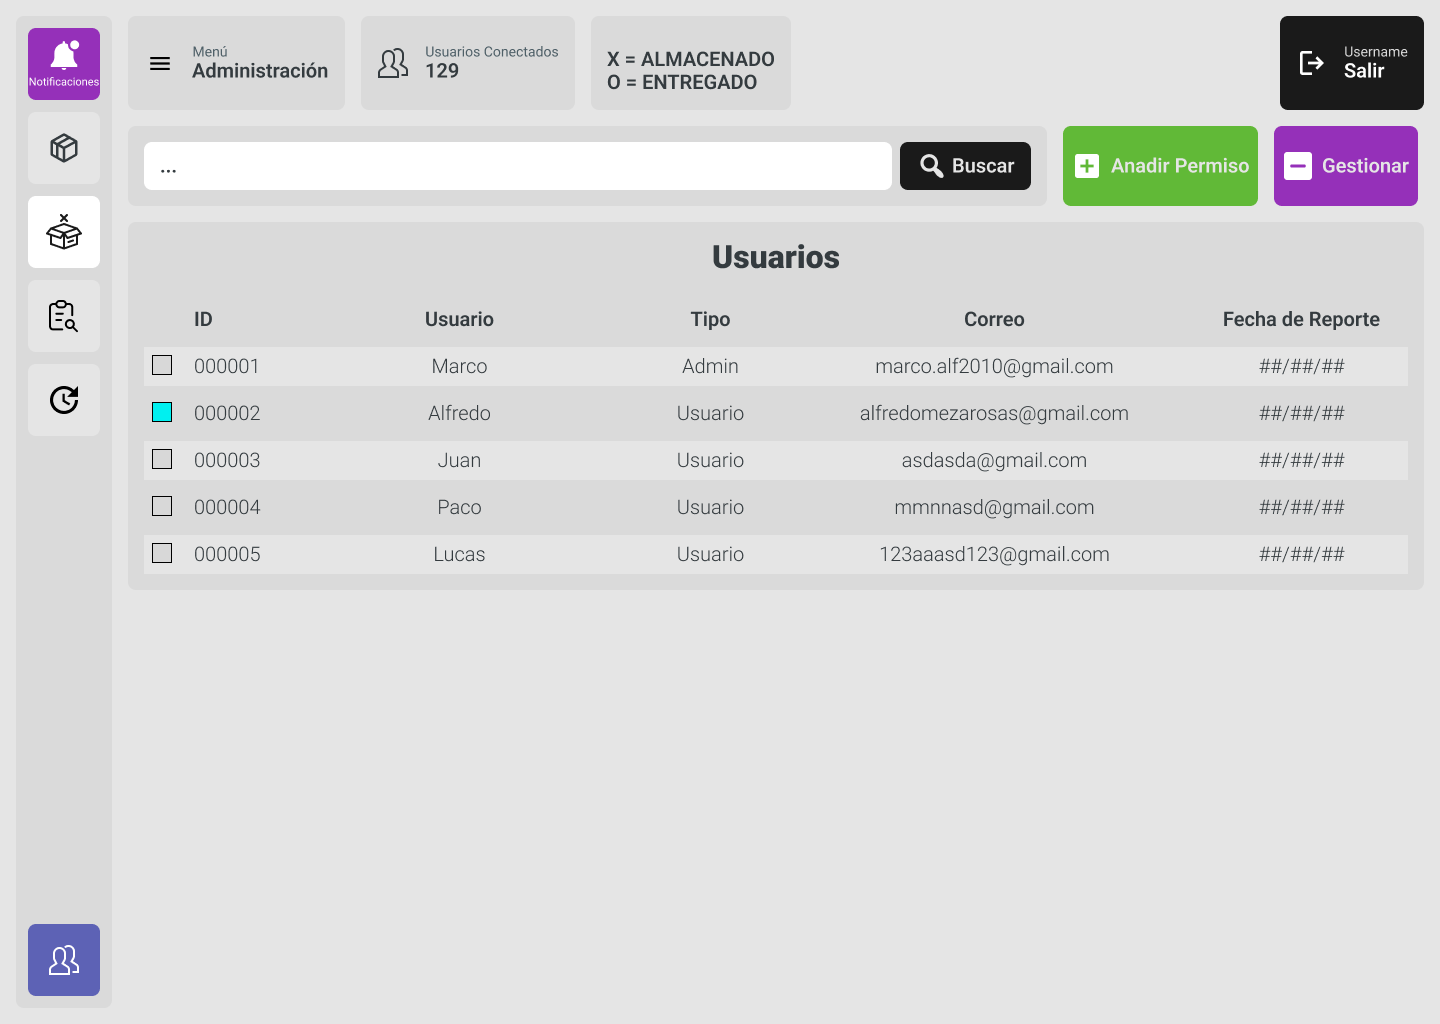 Notificaciones
Menú
Administración
Usuarios Conectados
129
X = ALMACENADO
O = ENTREGADO
Username
Salir
...
Buscar
Anadir Permiso
Gestionar
Usuarios
ID Usuario Tipo Correo Fecha de Reporte
000001 Marco Admin marco.alf2010@gmail.com ##/##/##
000002 Alfredo Usuario alfredomezarosas@gmail.com ##/##/##
000003 Juan Usuario asdasda@gmail.com ##/##/##
000004 Paco Usuario mmnnasd@gmail.com ##/##/##
000005 Lucas Usuario 123aaasd123@gmail.com ##/##/##